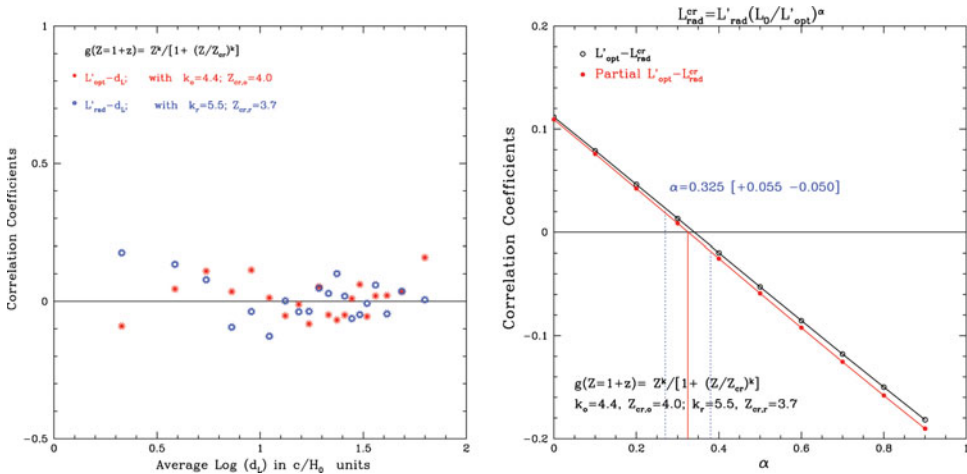 g(Z=1+z)= Zᵏ/[1+ (Z/Z_cr)ᵏ]
L'_opt−d_L; with k_o=4.4; Z_cr,o=4.0
L'_rad−d_L; with k_r=5.5; Z_cr,r=3.7
Correlation Coefficients
1
0.5
0
-0.5
0
0.5
1
1.5
2
Average Log (d_L) in c/H_0 units
L^cr_rad=L'_rad(L_0/L'_opt)^α
L'_opt−L^cr_rad
Partial L'_opt−L^cr_rad
α=0.325 [+0.055 −0.050]
g(Z=1+z)= Zᵏ/[1+ (Z/Z_cr)ᵏ]
k_o=4.4, Z_cr,o=4.0; k_r=5.5, Z_cr,r=3.7
Correlation Coefficients
0.2
0.1
0
-0.1
-0.2
0
0.2
0.4
0.6
0.8
1
α